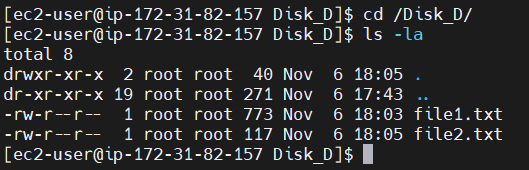 [ec2-user@ip-172-31-82-157 Disk_D]$ cd /Disk_D/
[ec2-user@ip-172-31-82-157 Disk_D]$ ls -la
total 8
drwxr-xr-x  2 root root  40 Nov  6 18:05 .
dr-xr-xr-x 19 root root 271 Nov  6 17:43 ..
-rw-r--r--  1 root root 773 Nov  6 18:03 file1.txt
-rw-r--r--  1 root root 117 Nov  6 18:05 file2.txt
[ec2-user@ip-172-31-82-157 Disk_D]$